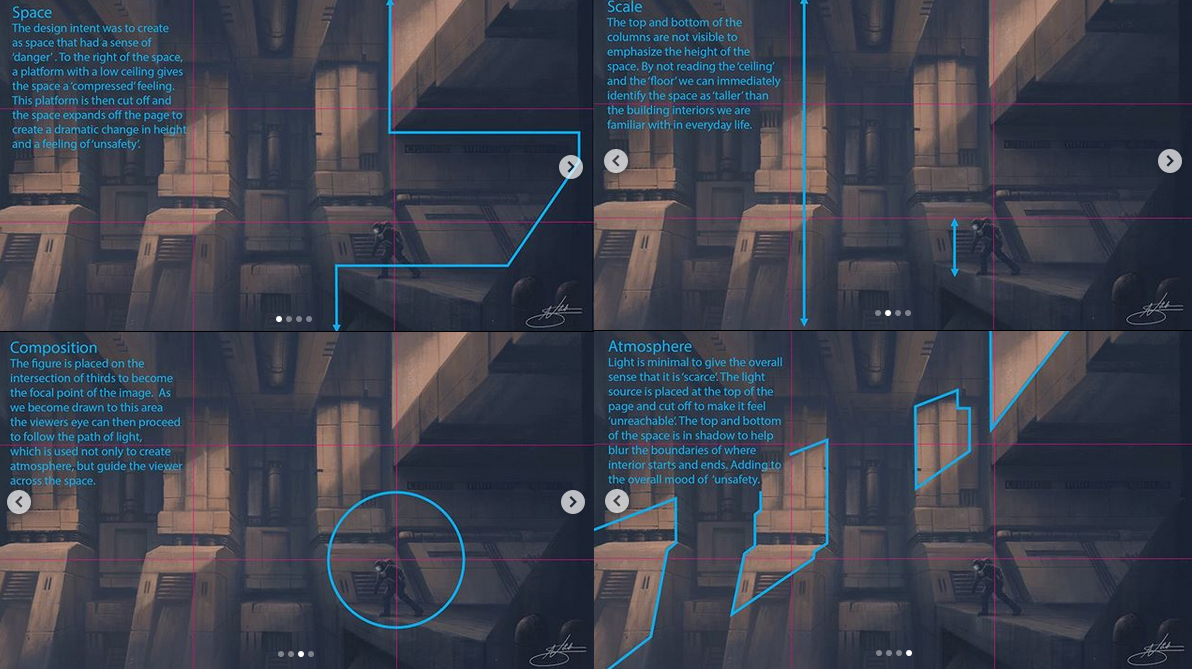 Space
The design intent was to create
as space that had a sense of
‘danger’ . To the right of the space,
a platform with a low ceiling gives
the space a ‘compressed’ feeling.
This platform is then cut off and
the space expands off the page to
create a dramatic change in height
and a feeling of ‘unsafety’.
Scale
The top and bottom of the
columns are not visible to
emphasize the height of the
space. By not reading the ‘ceiling’
and the ‘floor’ we can immediately
identify the space as ‘taller’ than
the building interiors we are
familiar with in everyday life.
Composition
The figure is placed on the
intersection of thirds to become
the focal point of the image.  As
we become drawn to this area
the viewers eye can then proceed
to follow the path of light,
which is used not only to create
atmosphere, but guide the viewer
across the space.
Atmosphere
Light is minimal to give the overall
sense that it is ‘scarce’. The light
source is placed at the top of the
page and cut off to make it feel
‘unreachable’. The top and bottom
of the space is in shadow to help
blur the boundaries of where
interior starts and ends. Adding to
the overall mood of ‘unsafety.